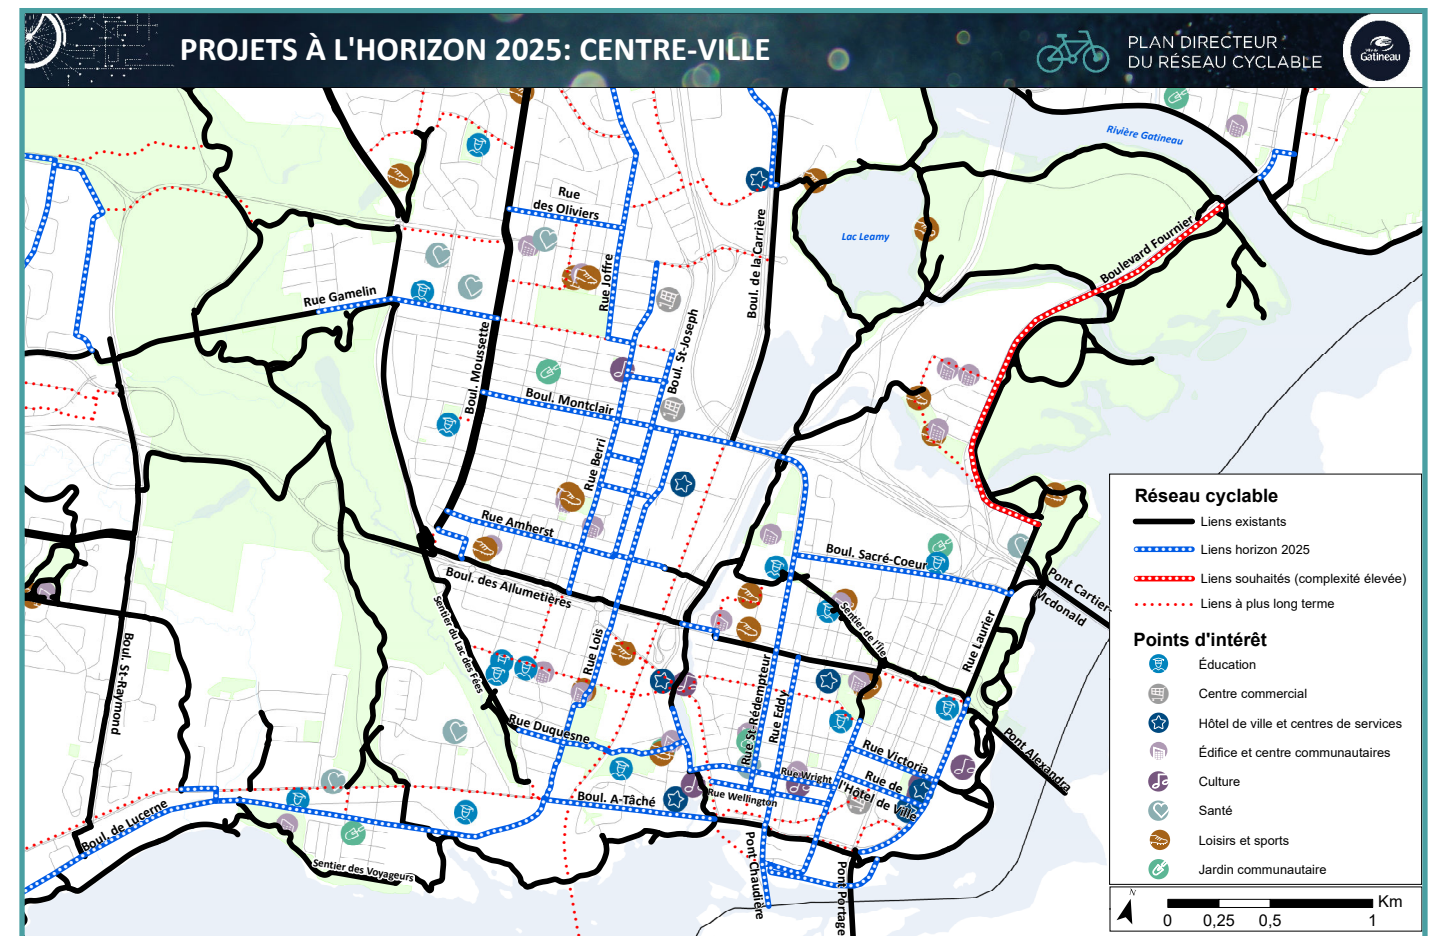 PROJETS À L'HORIZON 2025: CENTRE-VILLE
PLAN DIRECTEUR
DU RÉSEAU CYCLABLE
Gatineau
Rivière Gatineau
Rue
des Oliviers
Lac Leamy
Boul. de la Carrière
Boulevard Fournier
Rue Joffre
Rue Gamelin
Boul. St-Joseph
Boul. Moussette
Boul. Montclair
Rue Berri
Rue Amherst
Boul. Sacré-Coeur
Boul. des Allumetières
Pont Cartier-
Mcdonald
Sentier de l'Île
Rue Laurier
Sentier du Lac des Fées
Rue Lois
Boul. St-Raymond
Rue St-Rédempteur
Rue Eddy
Rue Duquesne
Rue Victoria
Pont Alexandra
Rue Wright
Rue de
l'Hôtel de Ville
Rue Wellington
Boul. A-Tâché
Boul. de Lucerne
Sentier des Voyageurs
Pont Chaudière
Pont Portage
Réseau cyclable
Liens existants
Liens horizon 2025
Liens souhaités (complexité élevée)
Liens à plus long terme
Points d'intérêt
Éducation
Centre commercial
Hôtel de ville et centres de services
Édifice et centre communautaires
Culture
Santé
Loisirs et sports
Jardin communautaire
N
Km
0 0,25 0,5 1